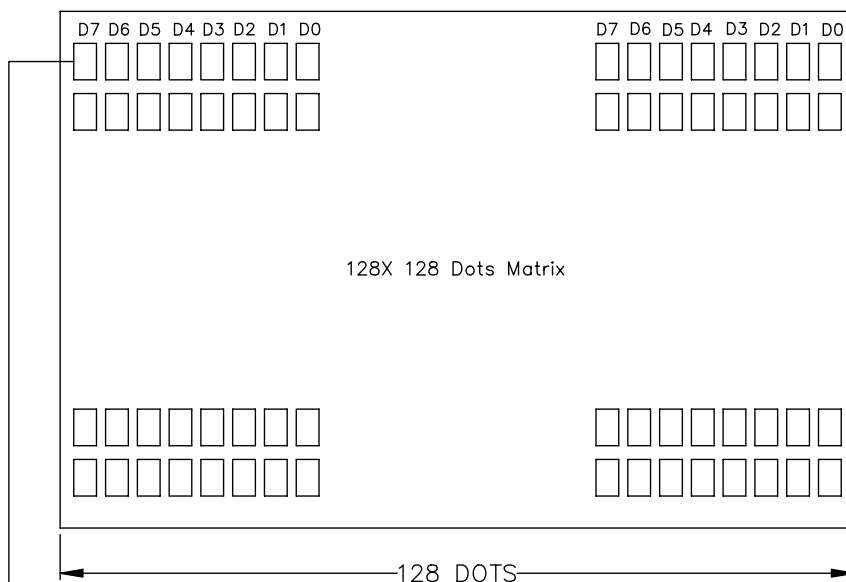 D7 D6 D5 D4 D3 D2 D1 D0 D7 D6 D5 D4 D3 D2 D1 D0
128X 128 Dots Matrix
128 DOTS